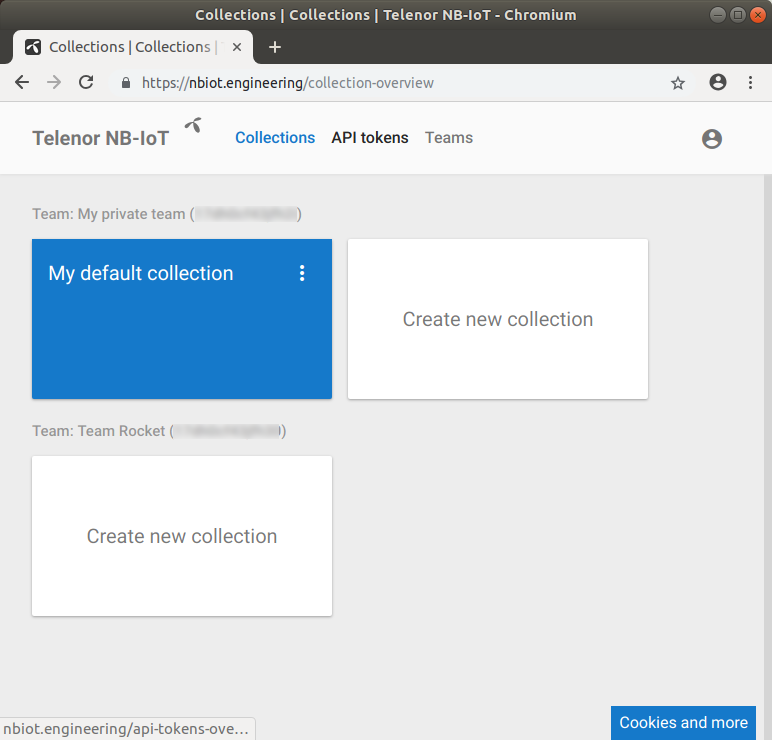 Collections | Collections | Telenor NB-IoT - Chromium
Collections | Collections |
https://nbiot.engineering/collection-overview
Telenor NB-IoT Collections API tokens Teams
Team: My private team ( )
My default collection
Create new collection
Team: Team Rocket ( )
Create new collection
nbiot.engineering/api-tokens-ove…
Cookies and more